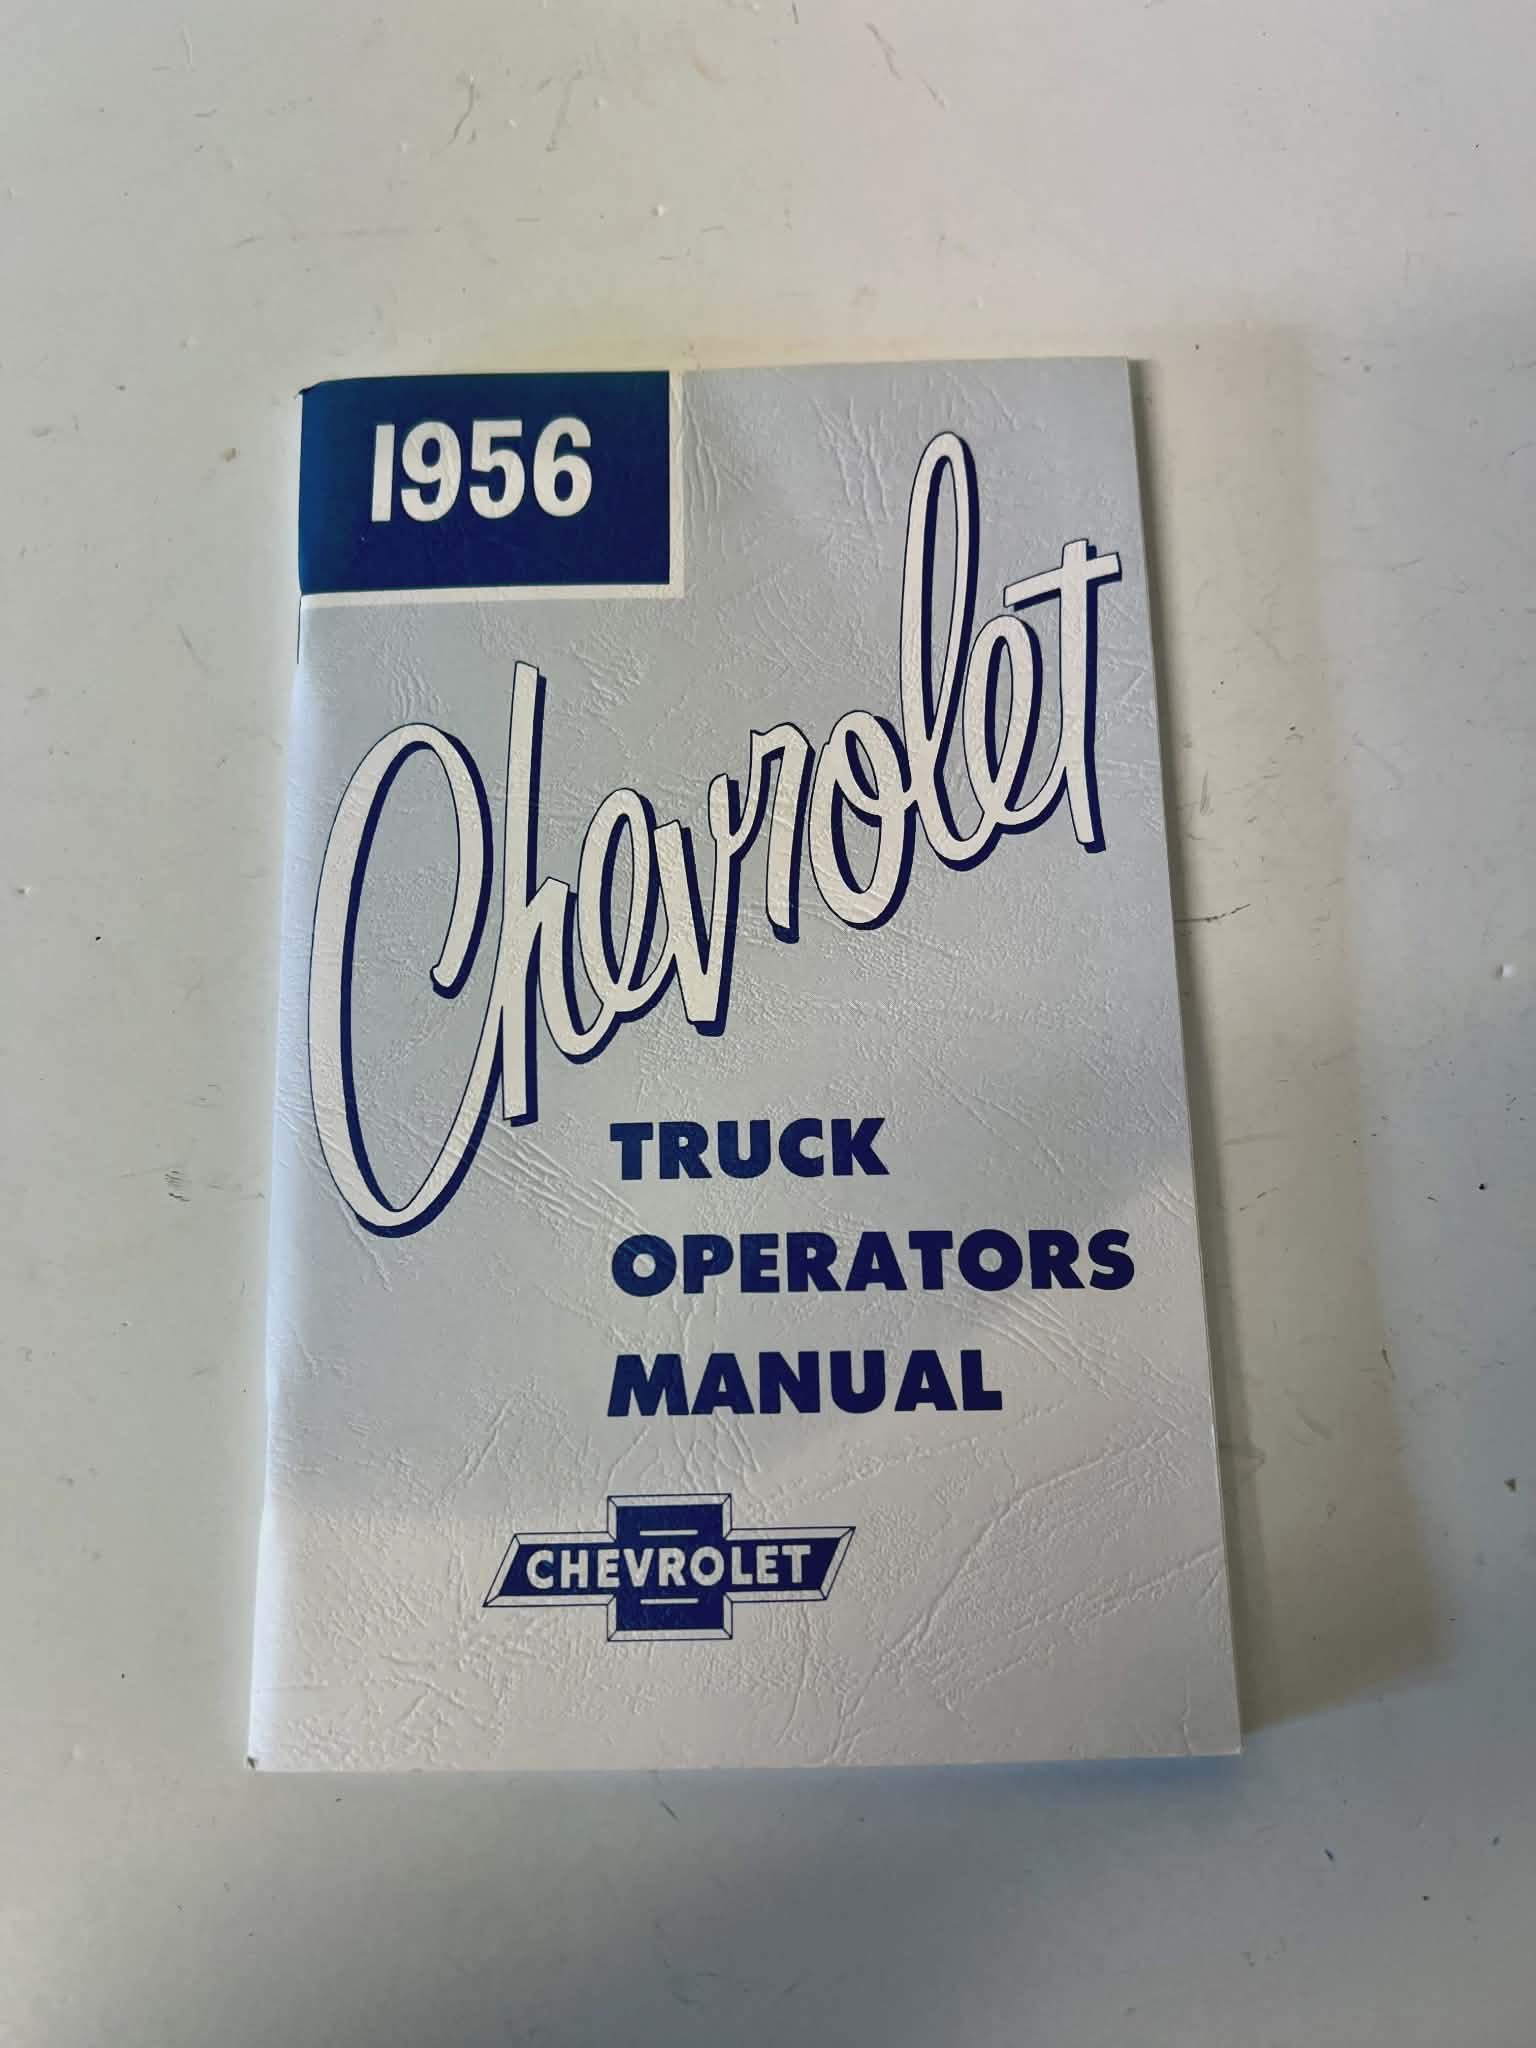 1956
Chevrolet
TRUCK
OPERATORS
MANUAL
CHEVROLET